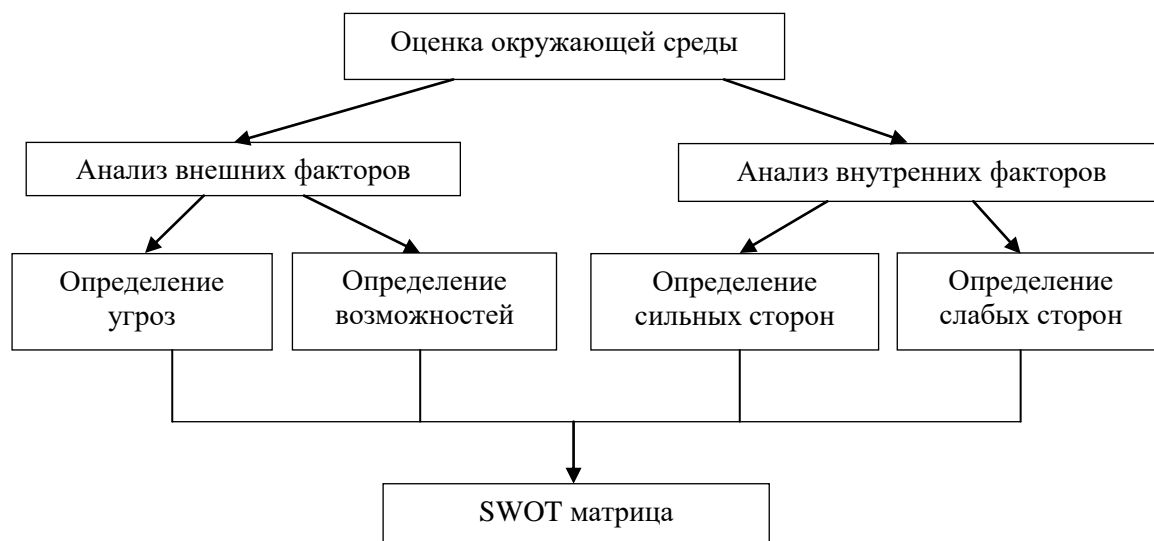 Оценка окружающей среды
Анализ внешних факторов
Анализ внутренних факторов
Определение
угроз
Определение
возможностей
Определение
сильных сторон
Определение
слабых сторон
SWOT матрица